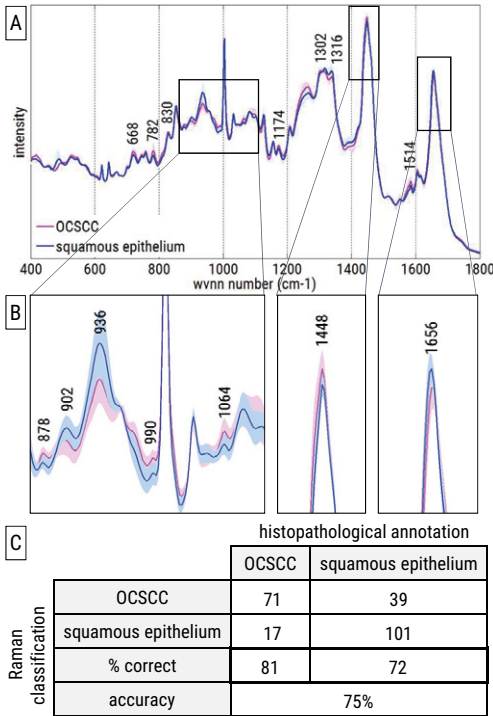 A
intensity
668
782
830
1174
1302
1316
1514
OCSCC
squamous epithelium
400 600 800 1000 1200 1400 1600 1800
wvnn number (cm-1)
B
878
902
936
990
1064
1448
1656
C
histopathological annotation
OCSCC squamous epithelium
Raman
classification
OCSCC 71 39
squamous epithelium 17 101
% correct 81 72
accuracy 75%